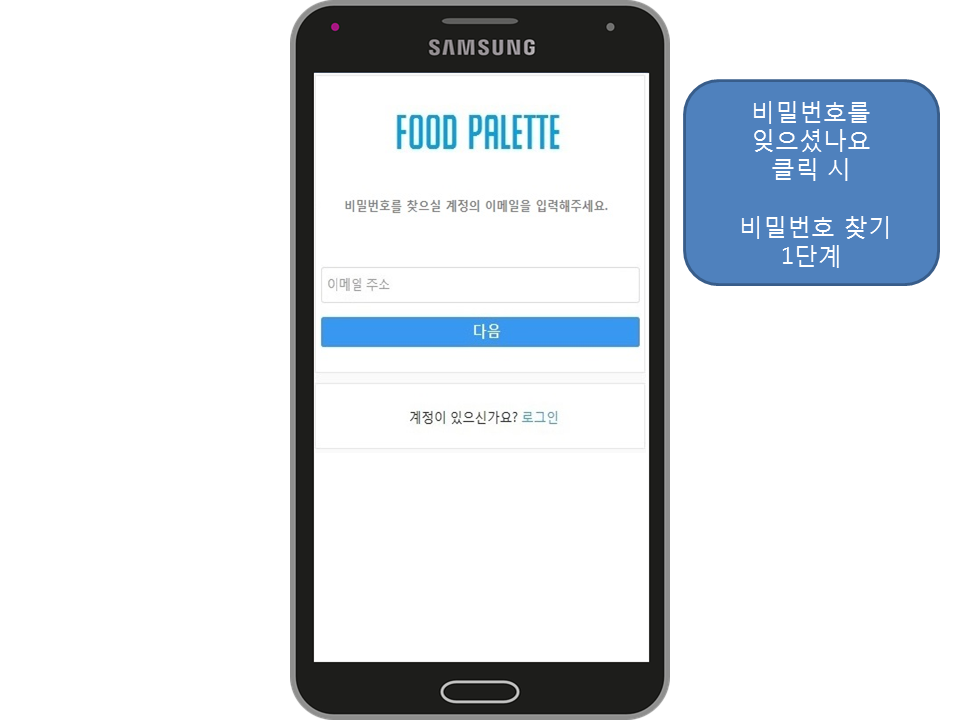 SAMSUNG
FOOD PALETTE
비밀번호를 찾으실 계정의 이메일을 입력해주세요.
이메일 주소
다음
계정이 있으신가요? 로그인
비밀번호를
잊으셨나요
클릭 시
비밀번호 찾기
1단계